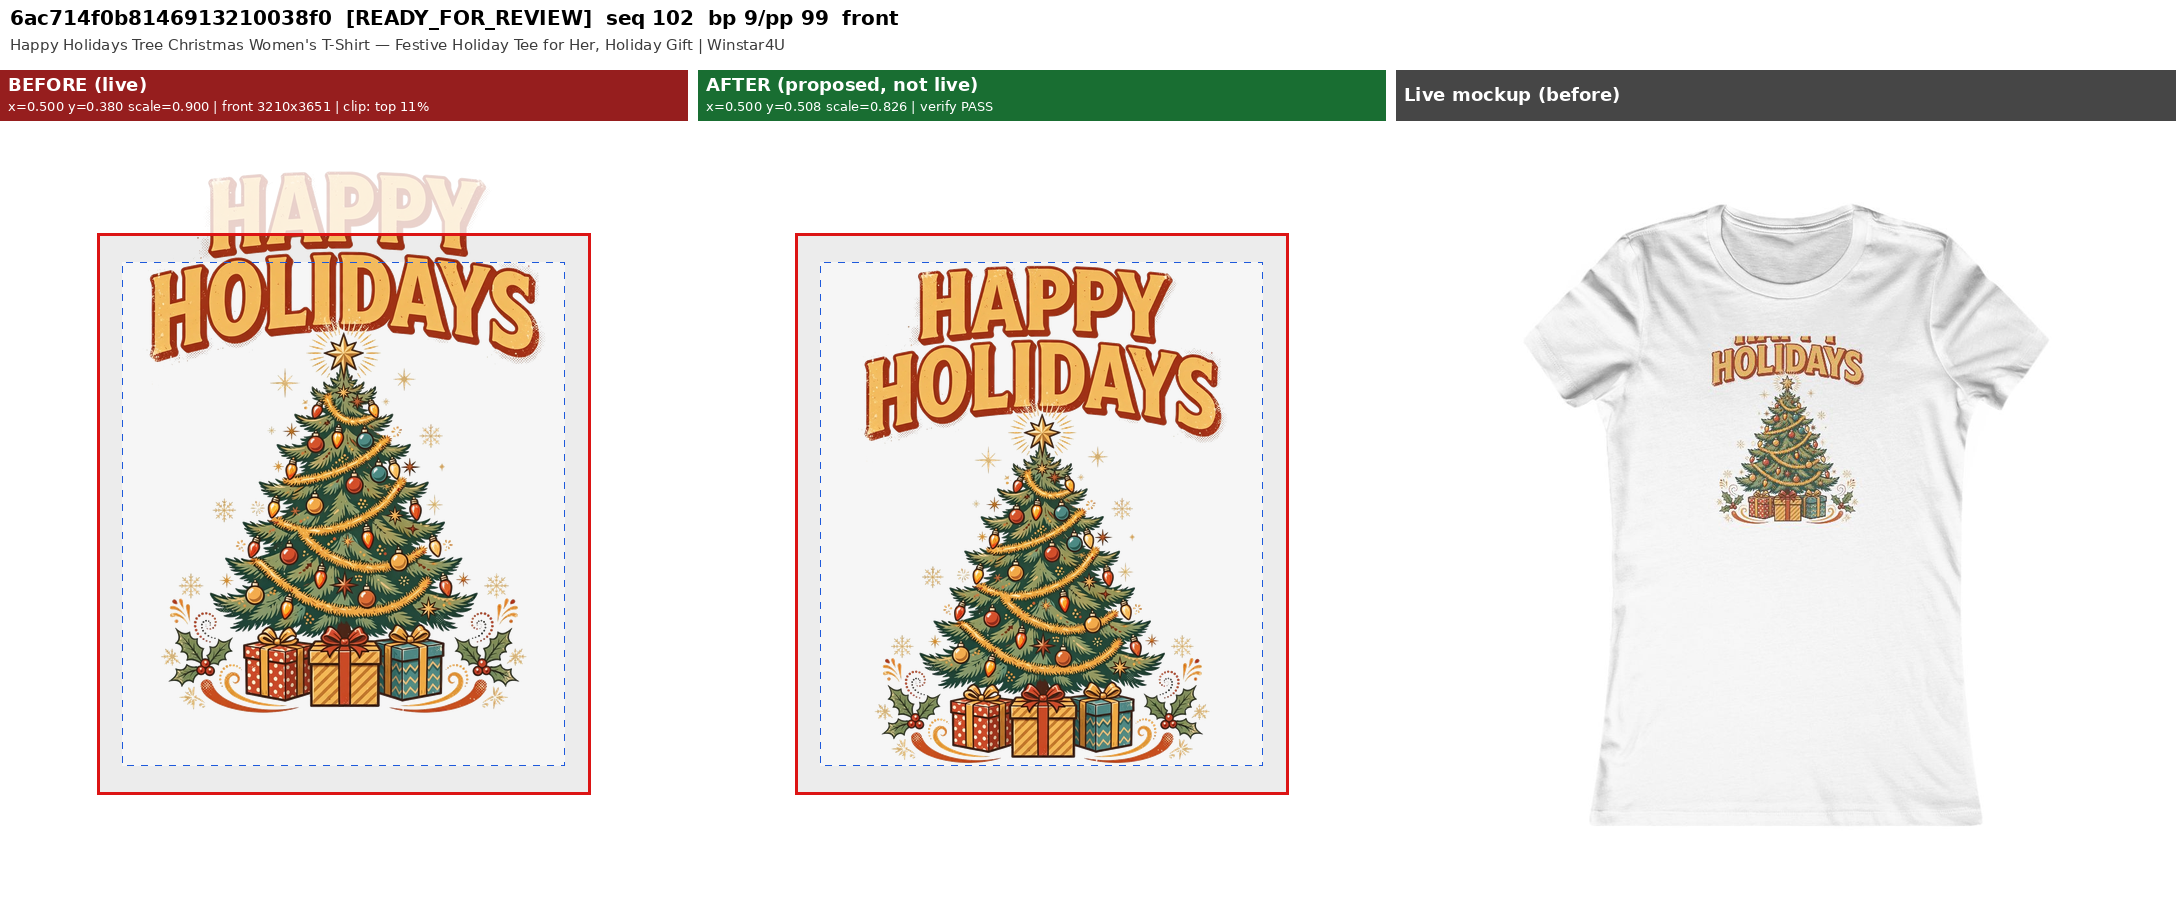 6ac714f0b8146913210038f0 [READY_FOR_REVIEW] seq 102 bp 9/pp 99 front
Happy Holidays Tree Christmas Women's T-Shirt — Festive Holiday Tee for Her, Holiday Gift | Winstar4U
BEFORE (live)
x=0.500 y=0.380 scale=0.900 | front 3210x3651 | clip: top 11%
AFTER (proposed, not live)
x=0.500 y=0.508 scale=0.826 | verify PASS
Live mockup (before)
HAPPY
HOLIDAYS
HAPPY
HOLIDAYS
HAPPY
HOLIDAYS